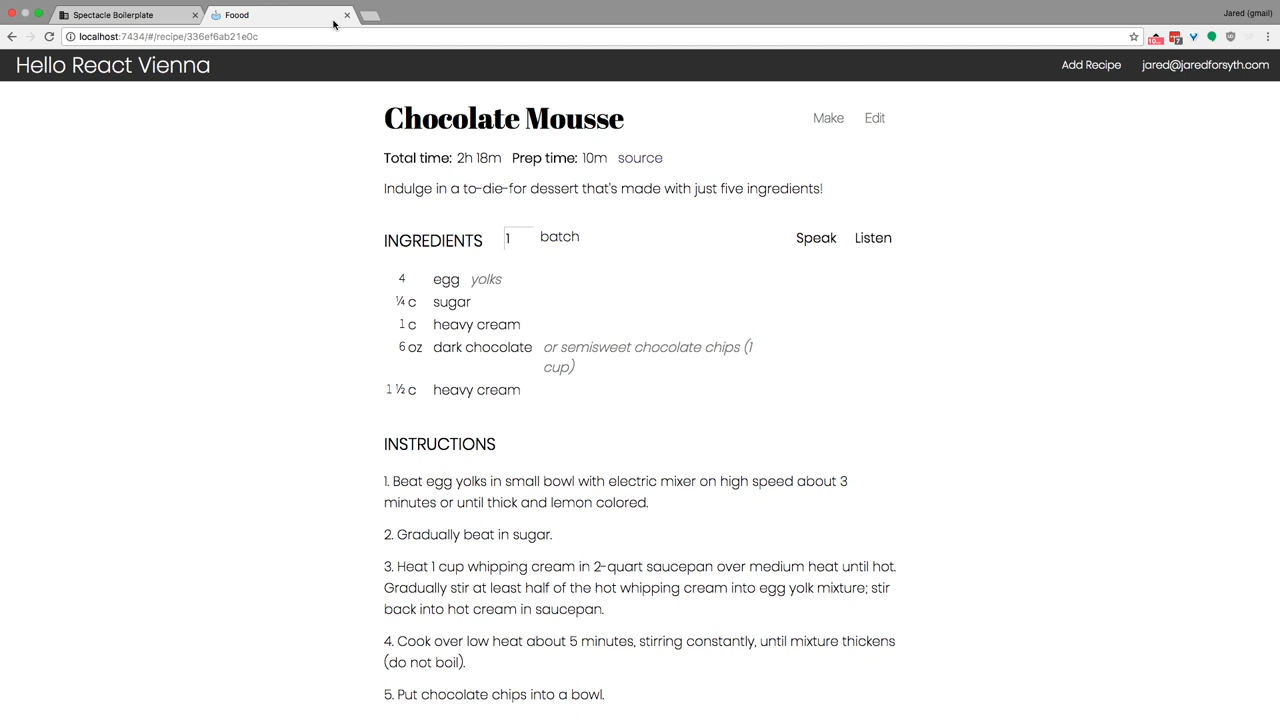 Spectacle Boilerplate
Foood
Jared (gmail)
localhost:7434/#/recipe/336ef6ab21e0c
Hello React Vienna
Add Recipe
jared@jaredforsyth.com
Chocolate Mousse
Make
Edit
Total time: 2h 18m Prep time: 10m source
Indulge in a to-die-for dessert that's made with just five ingredients!
INGREDIENTS
1
batch
Speak
Listen
4 egg yolks
¼ c sugar
1 c heavy cream
6 oz dark chocolate or semisweet chocolate chips (1
cup)
1 ½ c heavy cream
INSTRUCTIONS
1. Beat egg yolks in small bowl with electric mixer on high speed about 3
minutes or until thick and lemon colored.
2. Gradually beat in sugar.
3. Heat 1 cup whipping cream in 2-quart saucepan over medium heat until hot.
Gradually stir at least half of the hot whipping cream into egg yolk mixture; stir
back into hot cream in saucepan.
4. Cook over low heat about 5 minutes, stirring constantly, until mixture thickens
(do not boil).
5. Put chocolate chips into a bowl.